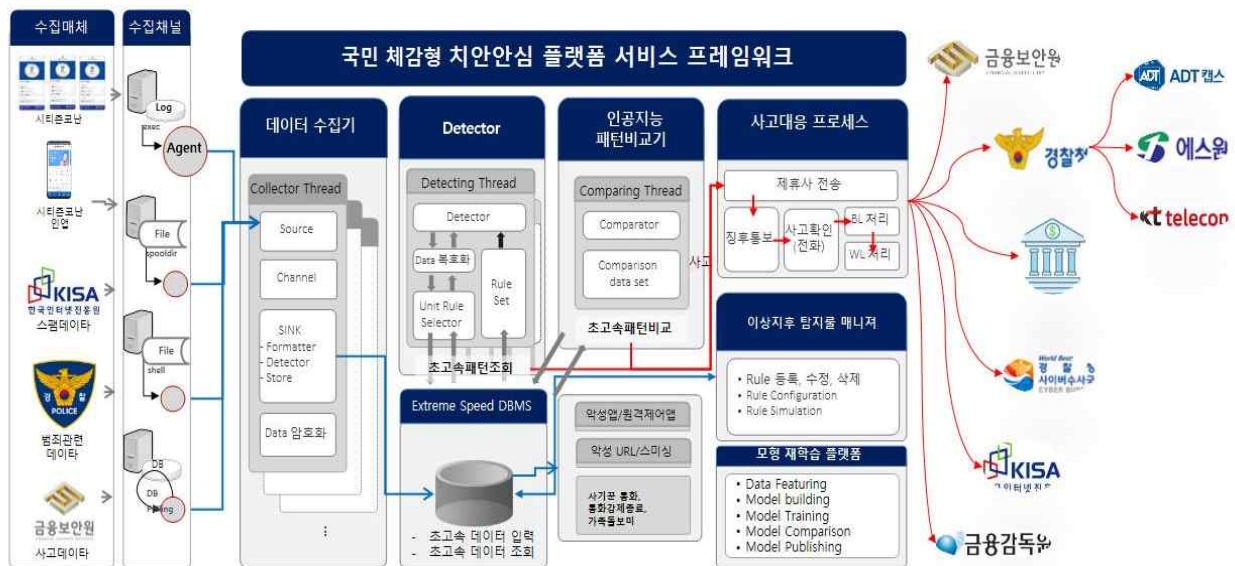 수집매체
수집채널
국민 체감형 치안안심 플랫폼 서비스 프레임워크
시티즌코난
시티즌코난
인앱
KISA
한국인터넷진흥원
스팸데이타
경 찰
POLICE
범죄관련
데이타
금융보안원
사고데이타
Log
exec
Agent
File
spooldir
File
shell
DB
DB
데이터 수집기
Collector Thread
Source
Channel
SINK
- Formatter
- Detector
- Store
Data 암호화
Detector
Detecting Thread
Detector
Data 복호화
Unit Rule
Selector
Rule
Set
초고속패턴조회
Extreme Speed DBMS
- 초고속 데이터 입력
- 초고속 데이터 조회
인공지능
패턴비교기
Comparing Thread
Comparator
Comparison
data set
초고속패턴비교
사고
악성앱/원격제어앱
악성 URL/스미싱
사기꾼 통화,
통화강제종료,
가족돌보미
사고대응 프로세스
제휴사 전송
징후통보
사고확인
(전화)
BL 처리
WL 처리
이상지후 탐지룰 매니져
• Rule 등록, 수정, 삭제
• Rule Configuration
• Rule Simulation
모형 재학습 플랫폼
• Data Featuring
• Model building
• Model Training
• Model Comparison
• Model Publishing
금융보안원
경찰청
World Best
경찰청
사이버수사국
KISA
금융감독원
ADT
ADT캡스
에스원
kt telecon